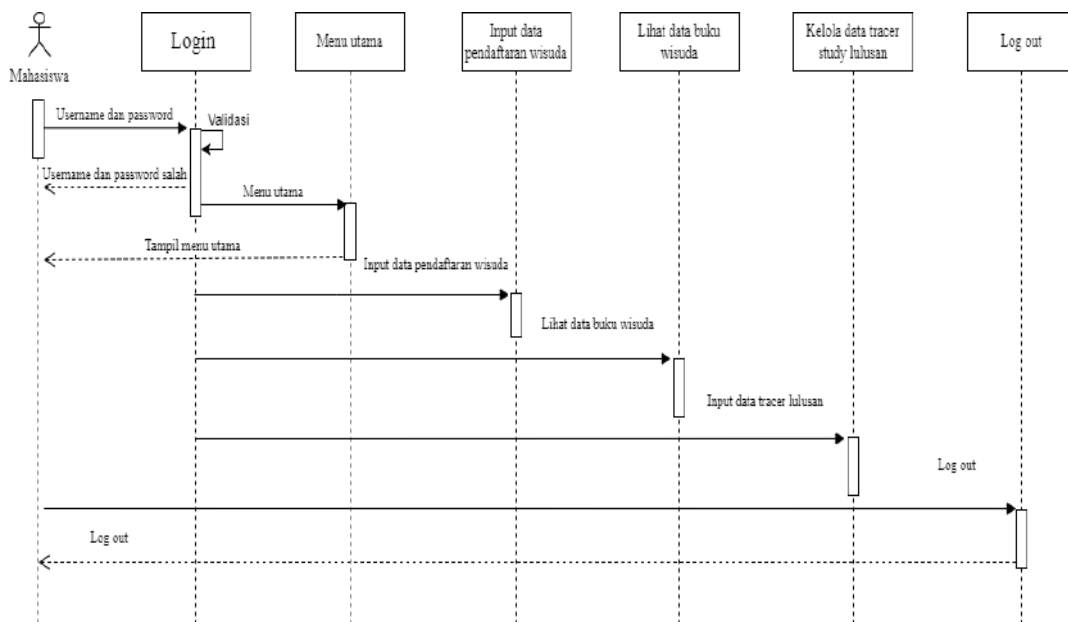 Mahasiswa
Login
Menu utama
Input data
pendaftaran wisuda
Lihat data buku
wisuda
Kelola data tracer
study lulusan
Log out
Username dan password
Validasi
Username dan password salah
Menu utama
Tampil menu utama
Input data pendaftaran wisuda
Lihat data buku wisuda
Input data tracer lulusan
Log out
Log out